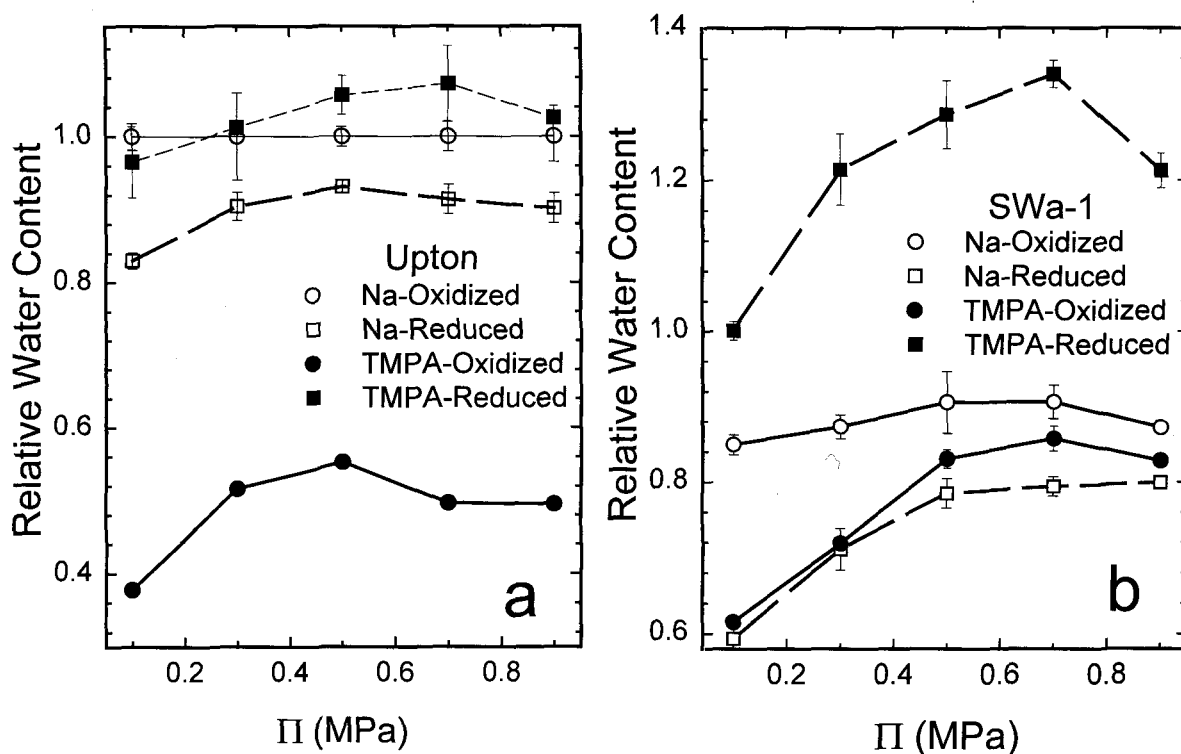 Relative Water Content
1.0
0.8
0.6
0.4
Upton
Na-Oxidized
Na-Reduced
TMPA-Oxidized
TMPA-Reduced
a
0.2 0.4 0.6 0.8
Π (MPa)
Relative Water Content
1.4
1.2
1.0
0.8
0.6
SWa-1
Na-Oxidized
Na-Reduced
TMPA-Oxidized
TMPA-Reduced
b
0.2 0.4 0.6 0.8
Π (MPa)